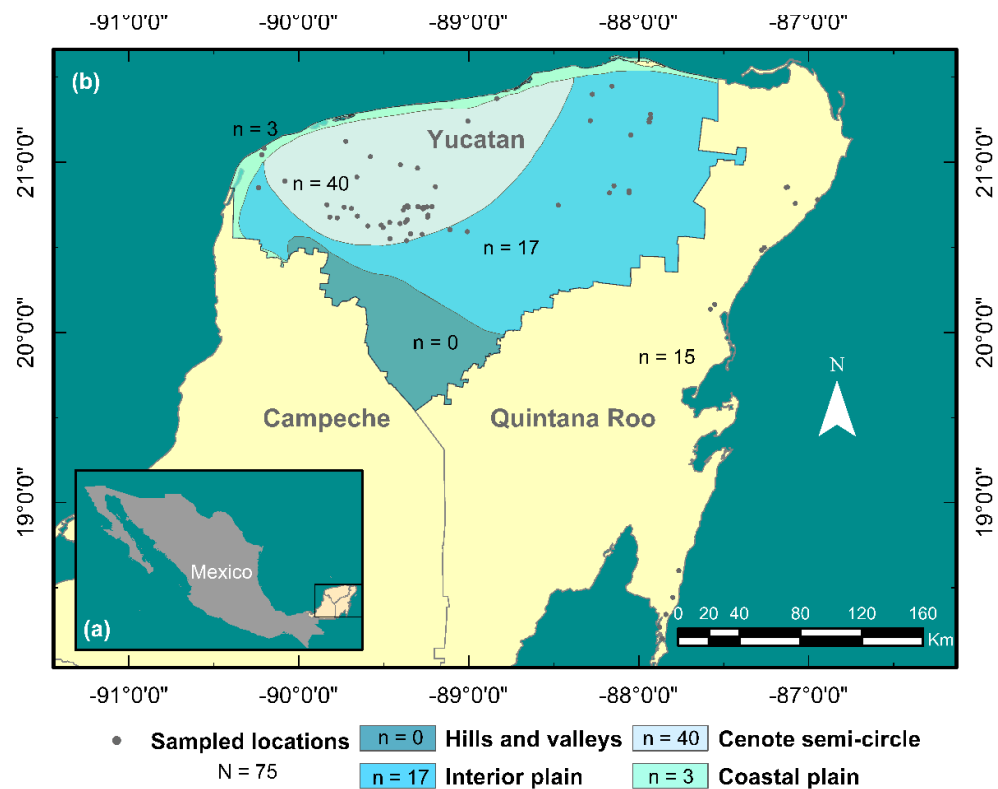 -91°0'0" -90°0'0" -89°0'0" -88°0'0" -87°0'0"
(b)
n = 3
Yucatan
21°0'0"
21°0'0"
n = 40
n = 17
20°0'0"
20°0'0"
n = 0
n = 15
N
Campeche
Quintana Roo
19°0'0"
19°0'0"
Mexico
(a)
0 20 40 80 120 160
Km
-91°0'0" -90°0'0" -89°0'0" -88°0'0" -87°0'0"
Sampled locations n = 0 Hills and valleys n = 40 Cenote semi-circle
N = 75 n = 17 Interior plain n = 3 Coastal plain